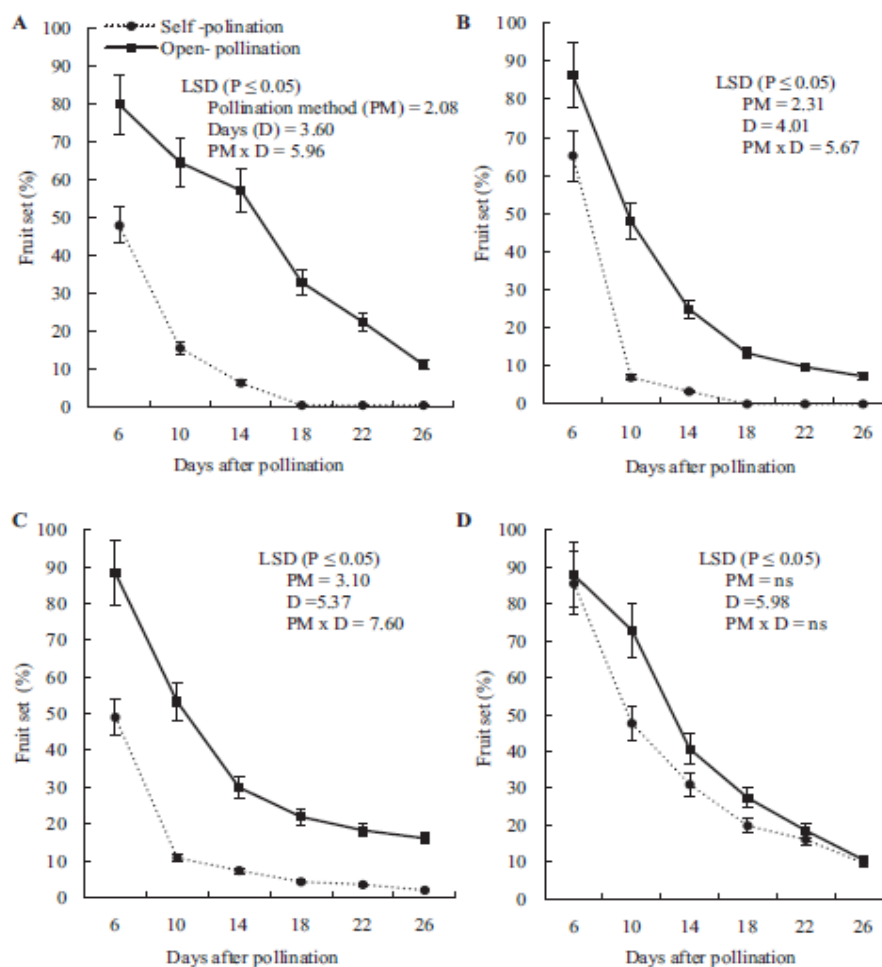 A
Self -polination
Open- pollination
LSD (P ≤ 0.05)
Pollination method (PM) = 2.08
Days (D) = 3.60
PM x D = 5.96
Fruit set (%)
100
90
80
70
60
50
40
30
20
10
0
6 10 14 18 22 26
Days after pollination
B
LSD (P ≤ 0.05)
PM = 2.31
D = 4.01
PM x D = 5.67
Fruit set (%)
100
90
80
70
60
50
40
30
20
10
0
6 10 14 18 22 26
Days after pollination
C
LSD (P ≤ 0.05)
PM = 3.10
D =5.37
PM x D = 7.60
Fruit set (%)
100
90
80
70
60
50
40
30
20
10
0
6 10 14 18 22 26
Days after pollination
D
LSD (P ≤ 0.05)
PM = ns
D =5.98
PM x D = ns
Fruit set (%)
100
90
80
70
60
50
40
30
20
10
0
6 10 14 18 22 26
Days after pollination